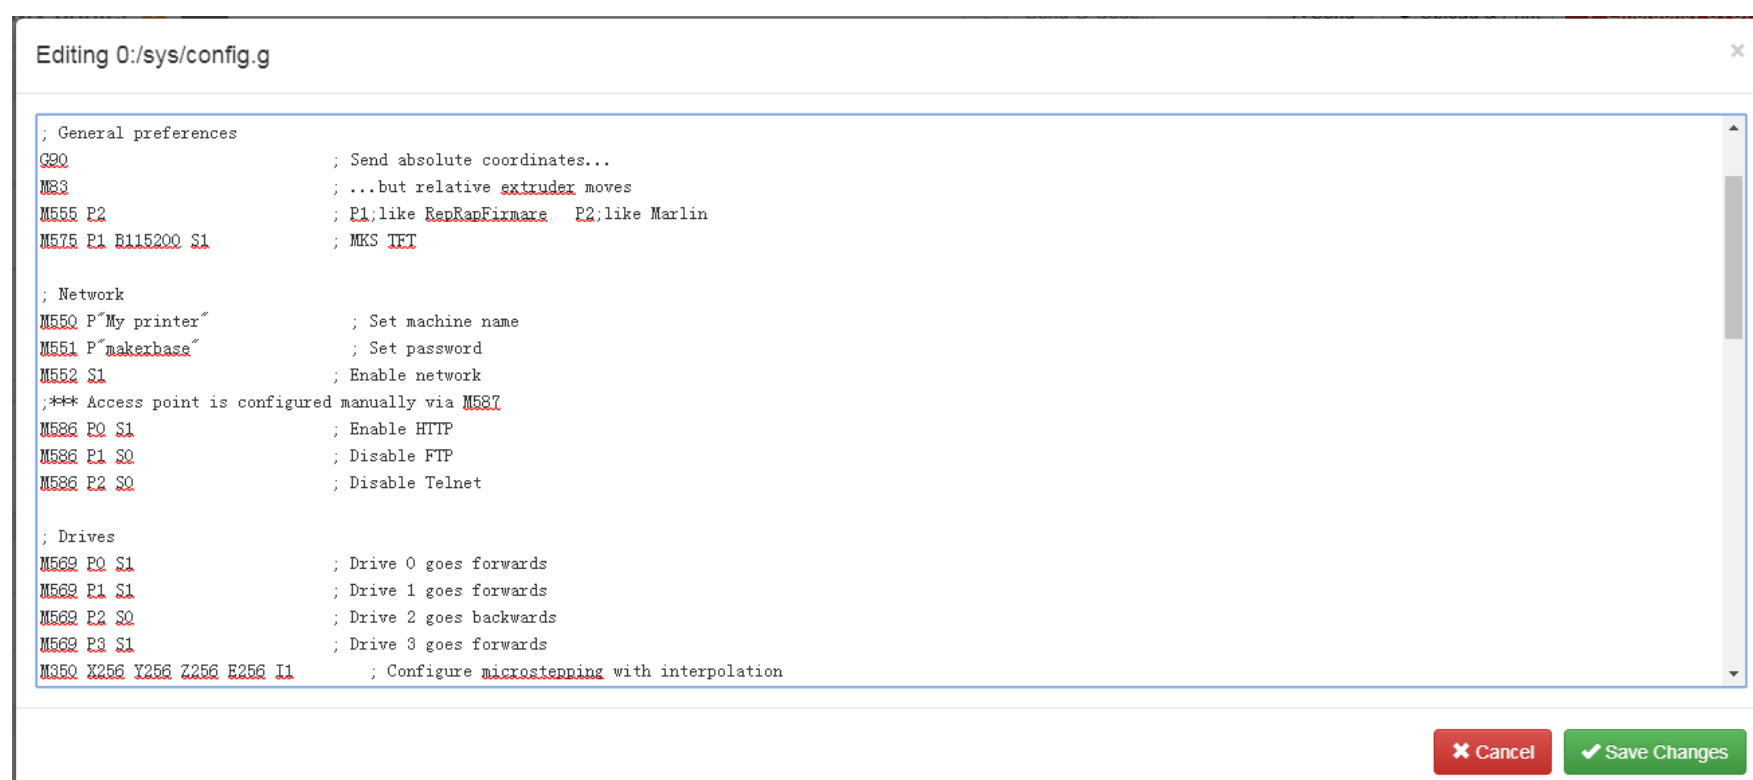 Editing 0:/sys/config.g
×
; General preferences
G90 ; Send absolute coordinates...
M83 ; ...but relative extruder moves
M555 P2 ; P1;like RepRapFirmare P2;like Marlin
M575 P1 B115200 S1 ; MKS TFT
; Network
M550 P"My printer" ; Set machine name
M551 P"makerbase" ; Set password
M552 S1 ; Enable network
;*** Access point is configured manually via M587
M586 P0 S1 ; Enable HTTP
M586 P1 S0 ; Disable FTP
M586 P2 S0 ; Disable Telnet
; Drives
M569 P0 S1 ; Drive 0 goes forwards
M569 P1 S1 ; Drive 1 goes forwards
M569 P2 S0 ; Drive 2 goes backwards
M569 P3 S1 ; Drive 3 goes forwards
M350 X256 Y256 Z256 E256 I1 ; Configure microstepping with interpolation
Cancel
Save Changes